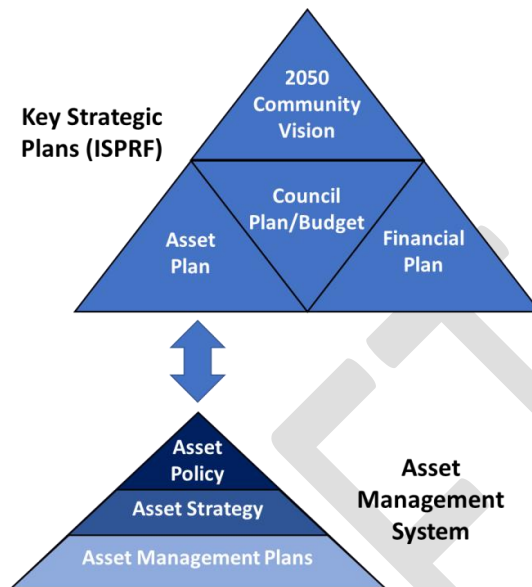 2050
Community
Vision
Key Strategic
Plans (ISPRF)
Council
Plan/Budget
Asset
Plan
Financial
Plan
Asset
Policy
Asset Strategy
Asset Management Plans
Asset
Management
System